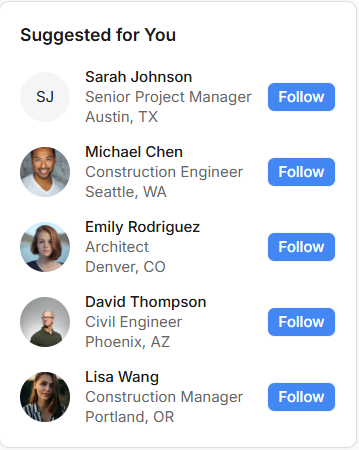 Suggested for You
SJ
Sarah Johnson
Senior Project Manager
Austin, TX
Follow
Michael Chen
Construction Engineer
Seattle, WA
Follow
Emily Rodriguez
Architect
Denver, CO
Follow
David Thompson
Civil Engineer
Phoenix, AZ
Follow
Lisa Wang
Construction Manager
Portland, OR
Follow